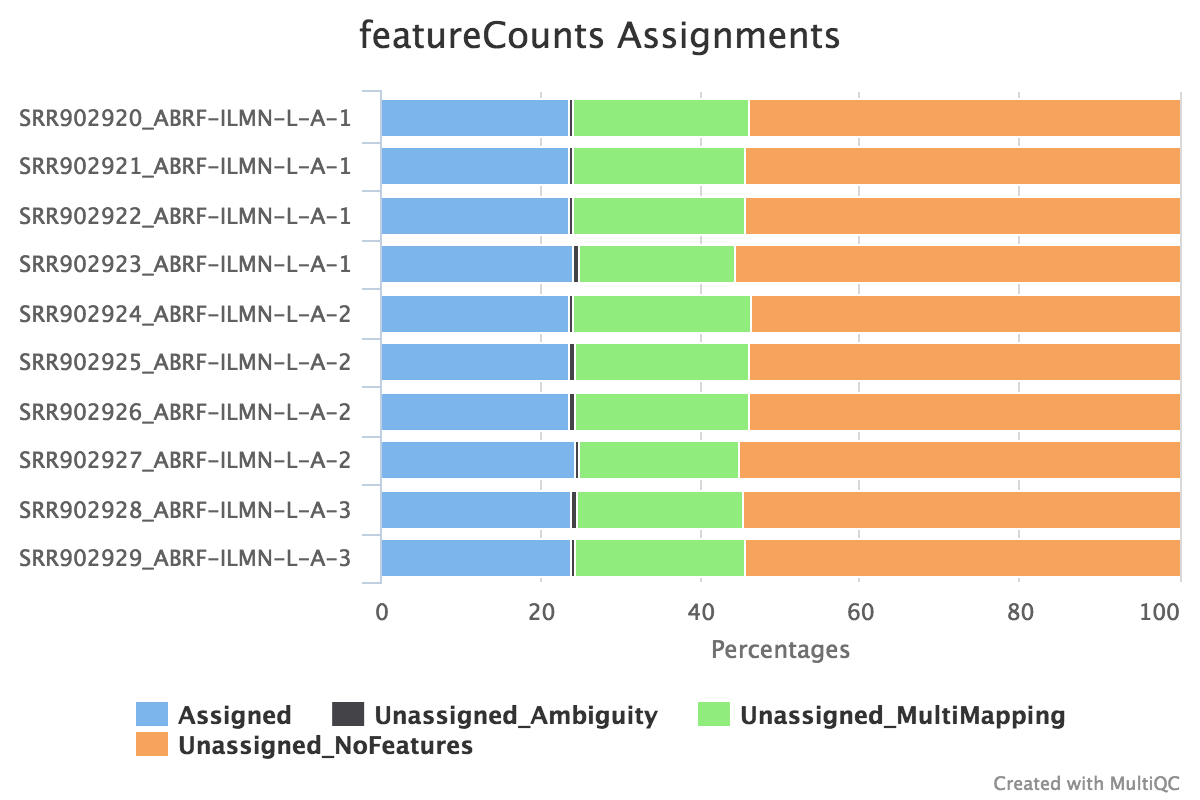 featureCounts Assignments
SRR902920_ABRF-ILMN-L-A-1
SRR902921_ABRF-ILMN-L-A-1
SRR902922_ABRF-ILMN-L-A-1
SRR902923_ABRF-ILMN-L-A-1
SRR902924_ABRF-ILMN-L-A-2
SRR902925_ABRF-ILMN-L-A-2
SRR902926_ABRF-ILMN-L-A-2
SRR902927_ABRF-ILMN-L-A-2
SRR902928_ABRF-ILMN-L-A-3
SRR902929_ABRF-ILMN-L-A-3
0 20 40 60 80 100
Percentages
Assigned Unassigned_Ambiguity Unassigned_MultiMapping
Unassigned_NoFeatures
Created with MultiQC